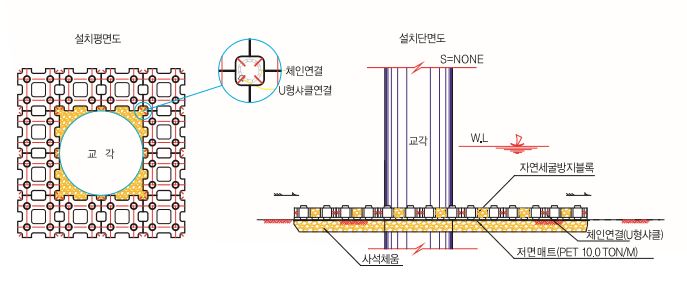 설치평면도
설치단면도
S=NONE
체인연결
U형샤클연결
교 각
교각
W.L
자연세굴방지블록
체인연결(U형샤클)
저면매트(PET 10.0 TON/M)
사석채움